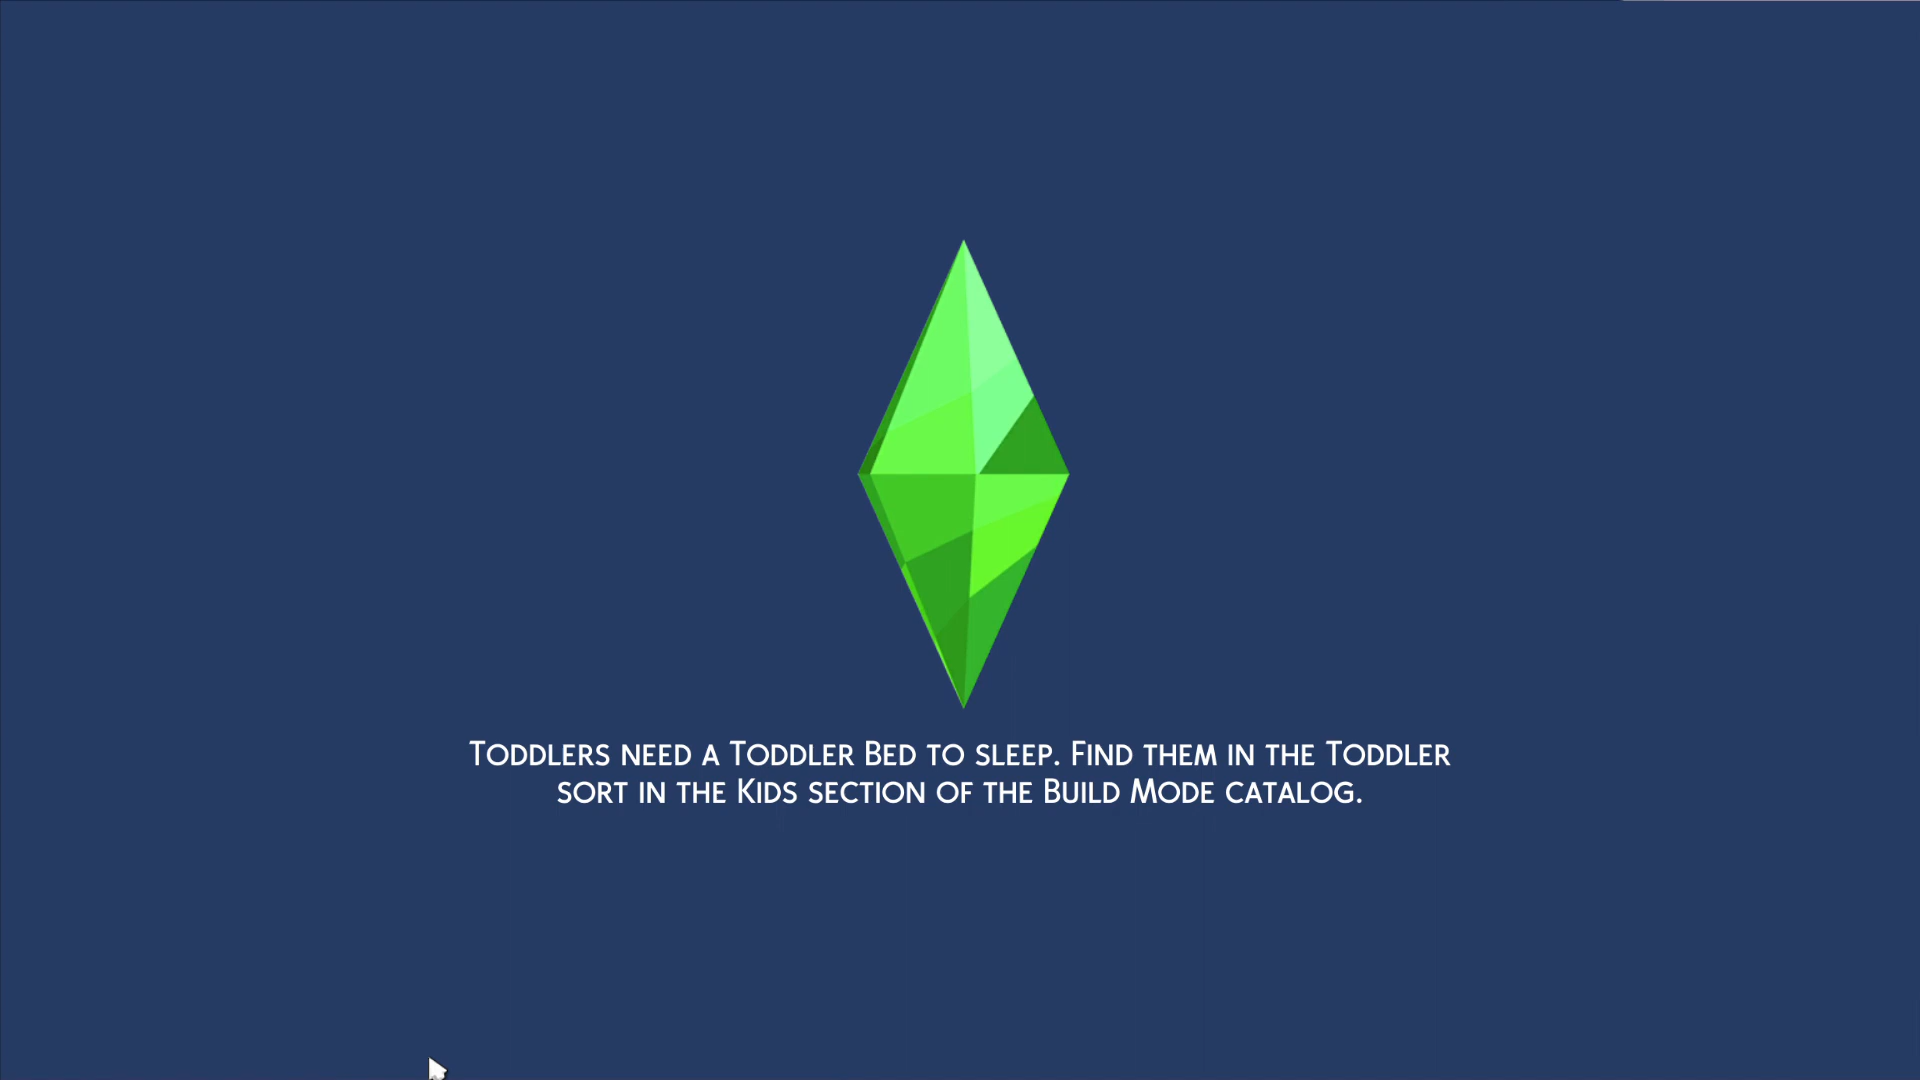 Toddlers need a Toddler Bed to sleep. Find them in the Toddler
sort in the Kids section of the Build Mode catalog.